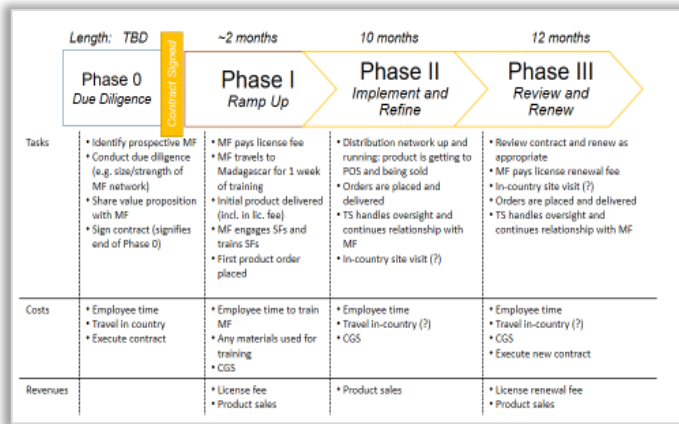 Length: TBD
~2 months
10 months
12 months
Phase 0
Due Diligence
Contract Signed
Phase I
Ramp Up
Phase II
Implement and
Refine
Phase III
Review and
Renew
Tasks
• Identify prospective MF
• Conduct due diligence
(e.g. size/strength of
MF network)
• Share value proposition
with MF
• Sign contract (signifies
end of Phase 0)
• MF pays license fee
• MF travels to
Madagascar for 1 week
of training
• Initial product delivered
(incl. in lic. fee)
• MF engages SFs and
trains SFs
• First product order
placed
• Distribution network up and
running: product is getting to
POS and being sold
• Orders are placed and
delivered
• TS handles oversight and
continues relationship with
MF
• In-country site visit (?)
• Review contract and renew as
appropriate
• MF pays license renewal fee
• In-country site visit (?)
• Orders are placed and delivered
• TS handles oversight and
continues relationship with MF
Costs
• Employee time
• Travel in country
• Execute contract
• Employee time to train
MF
• Any materials used for
training
• CGS
• Employee time
• Travel in-country (?)
• CGS
• Employee time
• Travel in-country (?)
• CGS
• Execute new contract
Revenues
• License fee
• Product sales
• Product sales
• License renewal fee
• Product sales